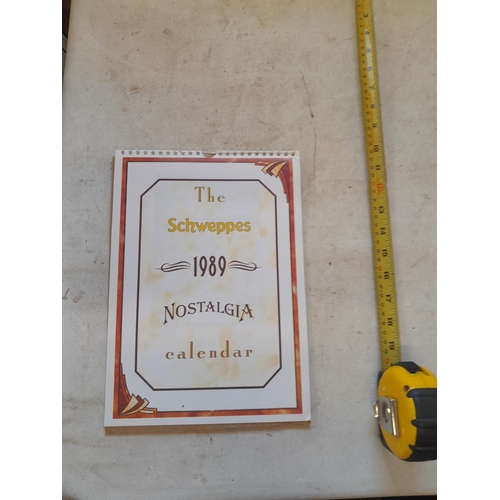 The
Schweppes
1989
NOSTALGIA
calendar